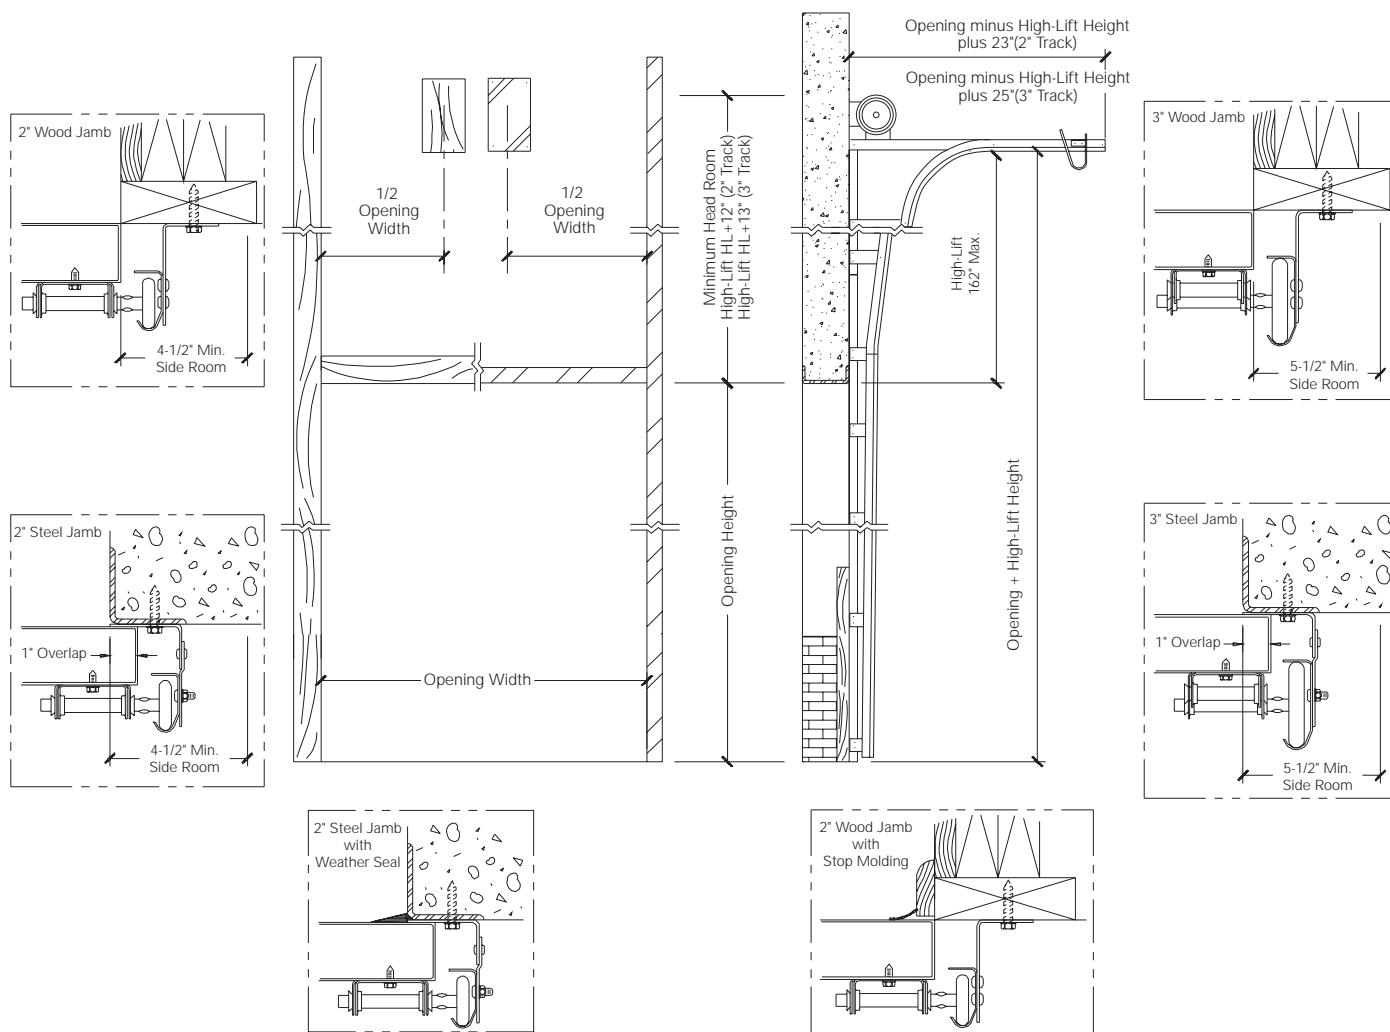 Opening minus High-Lift Height
plus 23"(2" Track)
Opening minus High-Lift Height
plus 25"(3" Track)
2" Wood Jamb
4-1/2" Min.
Side Room
1/2
Opening
Width
1/2
Opening
Width
Minimum Head Room
High-Lift HL+12" (2" Track)
High-Lift HL+13" (3" Track)
High-Lift
162" Max.
3" Wood Jamb
5-1/2" Min.
Side Room
2" Steel Jamb
1" Overlap
4-1/2" Min.
Side Room
Opening Width
Opening Height
Opening + High-Lift Height
3" Steel Jamb
1" Overlap
5-1/2" Min.
Side Room
2" Steel Jamb
with
Weather Seal
2" Wood Jamb
with
Stop Molding